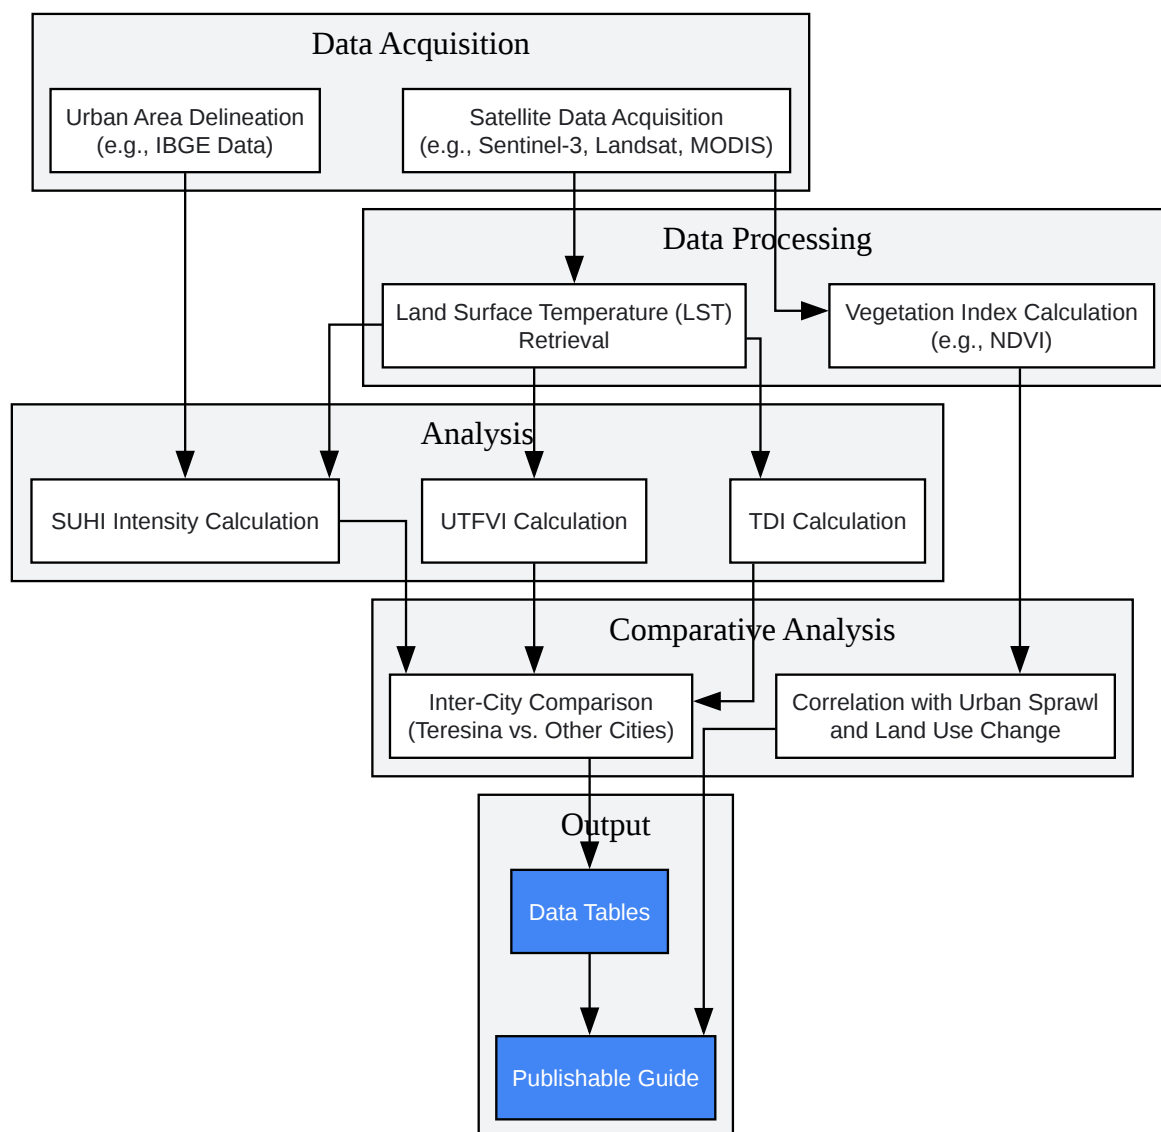 Data Acquisition
Urban Area Delineation
(e.g., IBGE Data)
Satellite Data Acquisition
(e.g., Sentinel-3, Landsat, MODIS)
Data Processing
Land Surface Temperature (LST)
Retrieval
Vegetation Index Calculation
(e.g., NDVI)
Analysis
SUHI Intensity Calculation
UTFVI Calculation
TDI Calculation
Comparative Analysis
Inter-City Comparison
(Teresina vs. Other Cities)
Correlation with Urban Sprawl
and Land Use Change
Output
Data Tables
Publishable Guide